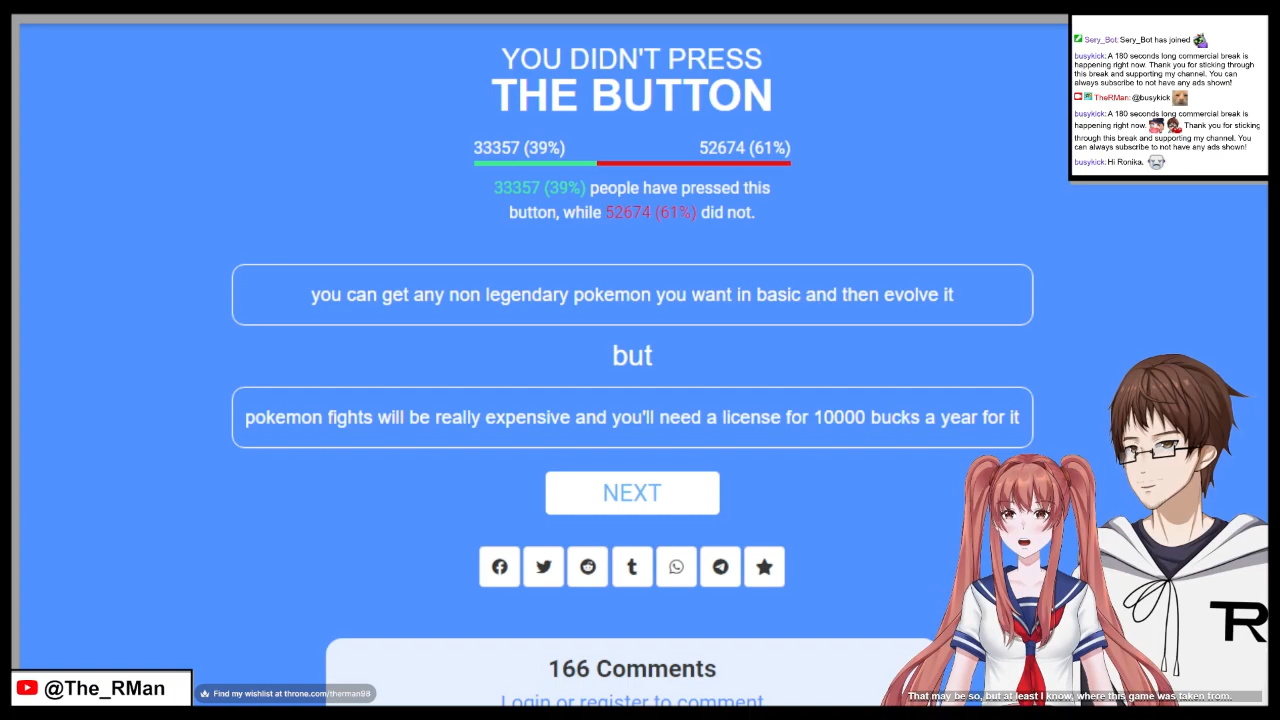 YOU DIDN'T PRESS
THE BUTTON
33357 (39%) 52674 (61%)
33357 (39%) people have pressed this
button, while 52674 (61%) did not.
you can get any non legendary pokemon you want in basic and then evolve it
but
pokemon fights will be really expensive and you'll need a license for 10000 bucks a year for it
NEXT
166 Comments
Login or register to comment
Sery_Bot: Sery_Bot has joined
busykick: A 180 seconds long commercial break is
happening right now. Thank you for sticking through
this break and supporting my channel. You can
always subscribe to not have any ads shown!
TheRMan: @busykick
busykick: A 180 seconds long commercial break is
happening right now. Thank you for sticking
through this break and supporting my channel. You
can always subscribe to not have any ads shown!
busykick: Hi Ronika.
TR
@The_RMan
Find my wishlist at throne.com/therman98
That may be so, but at least I know, where this game was taken from.